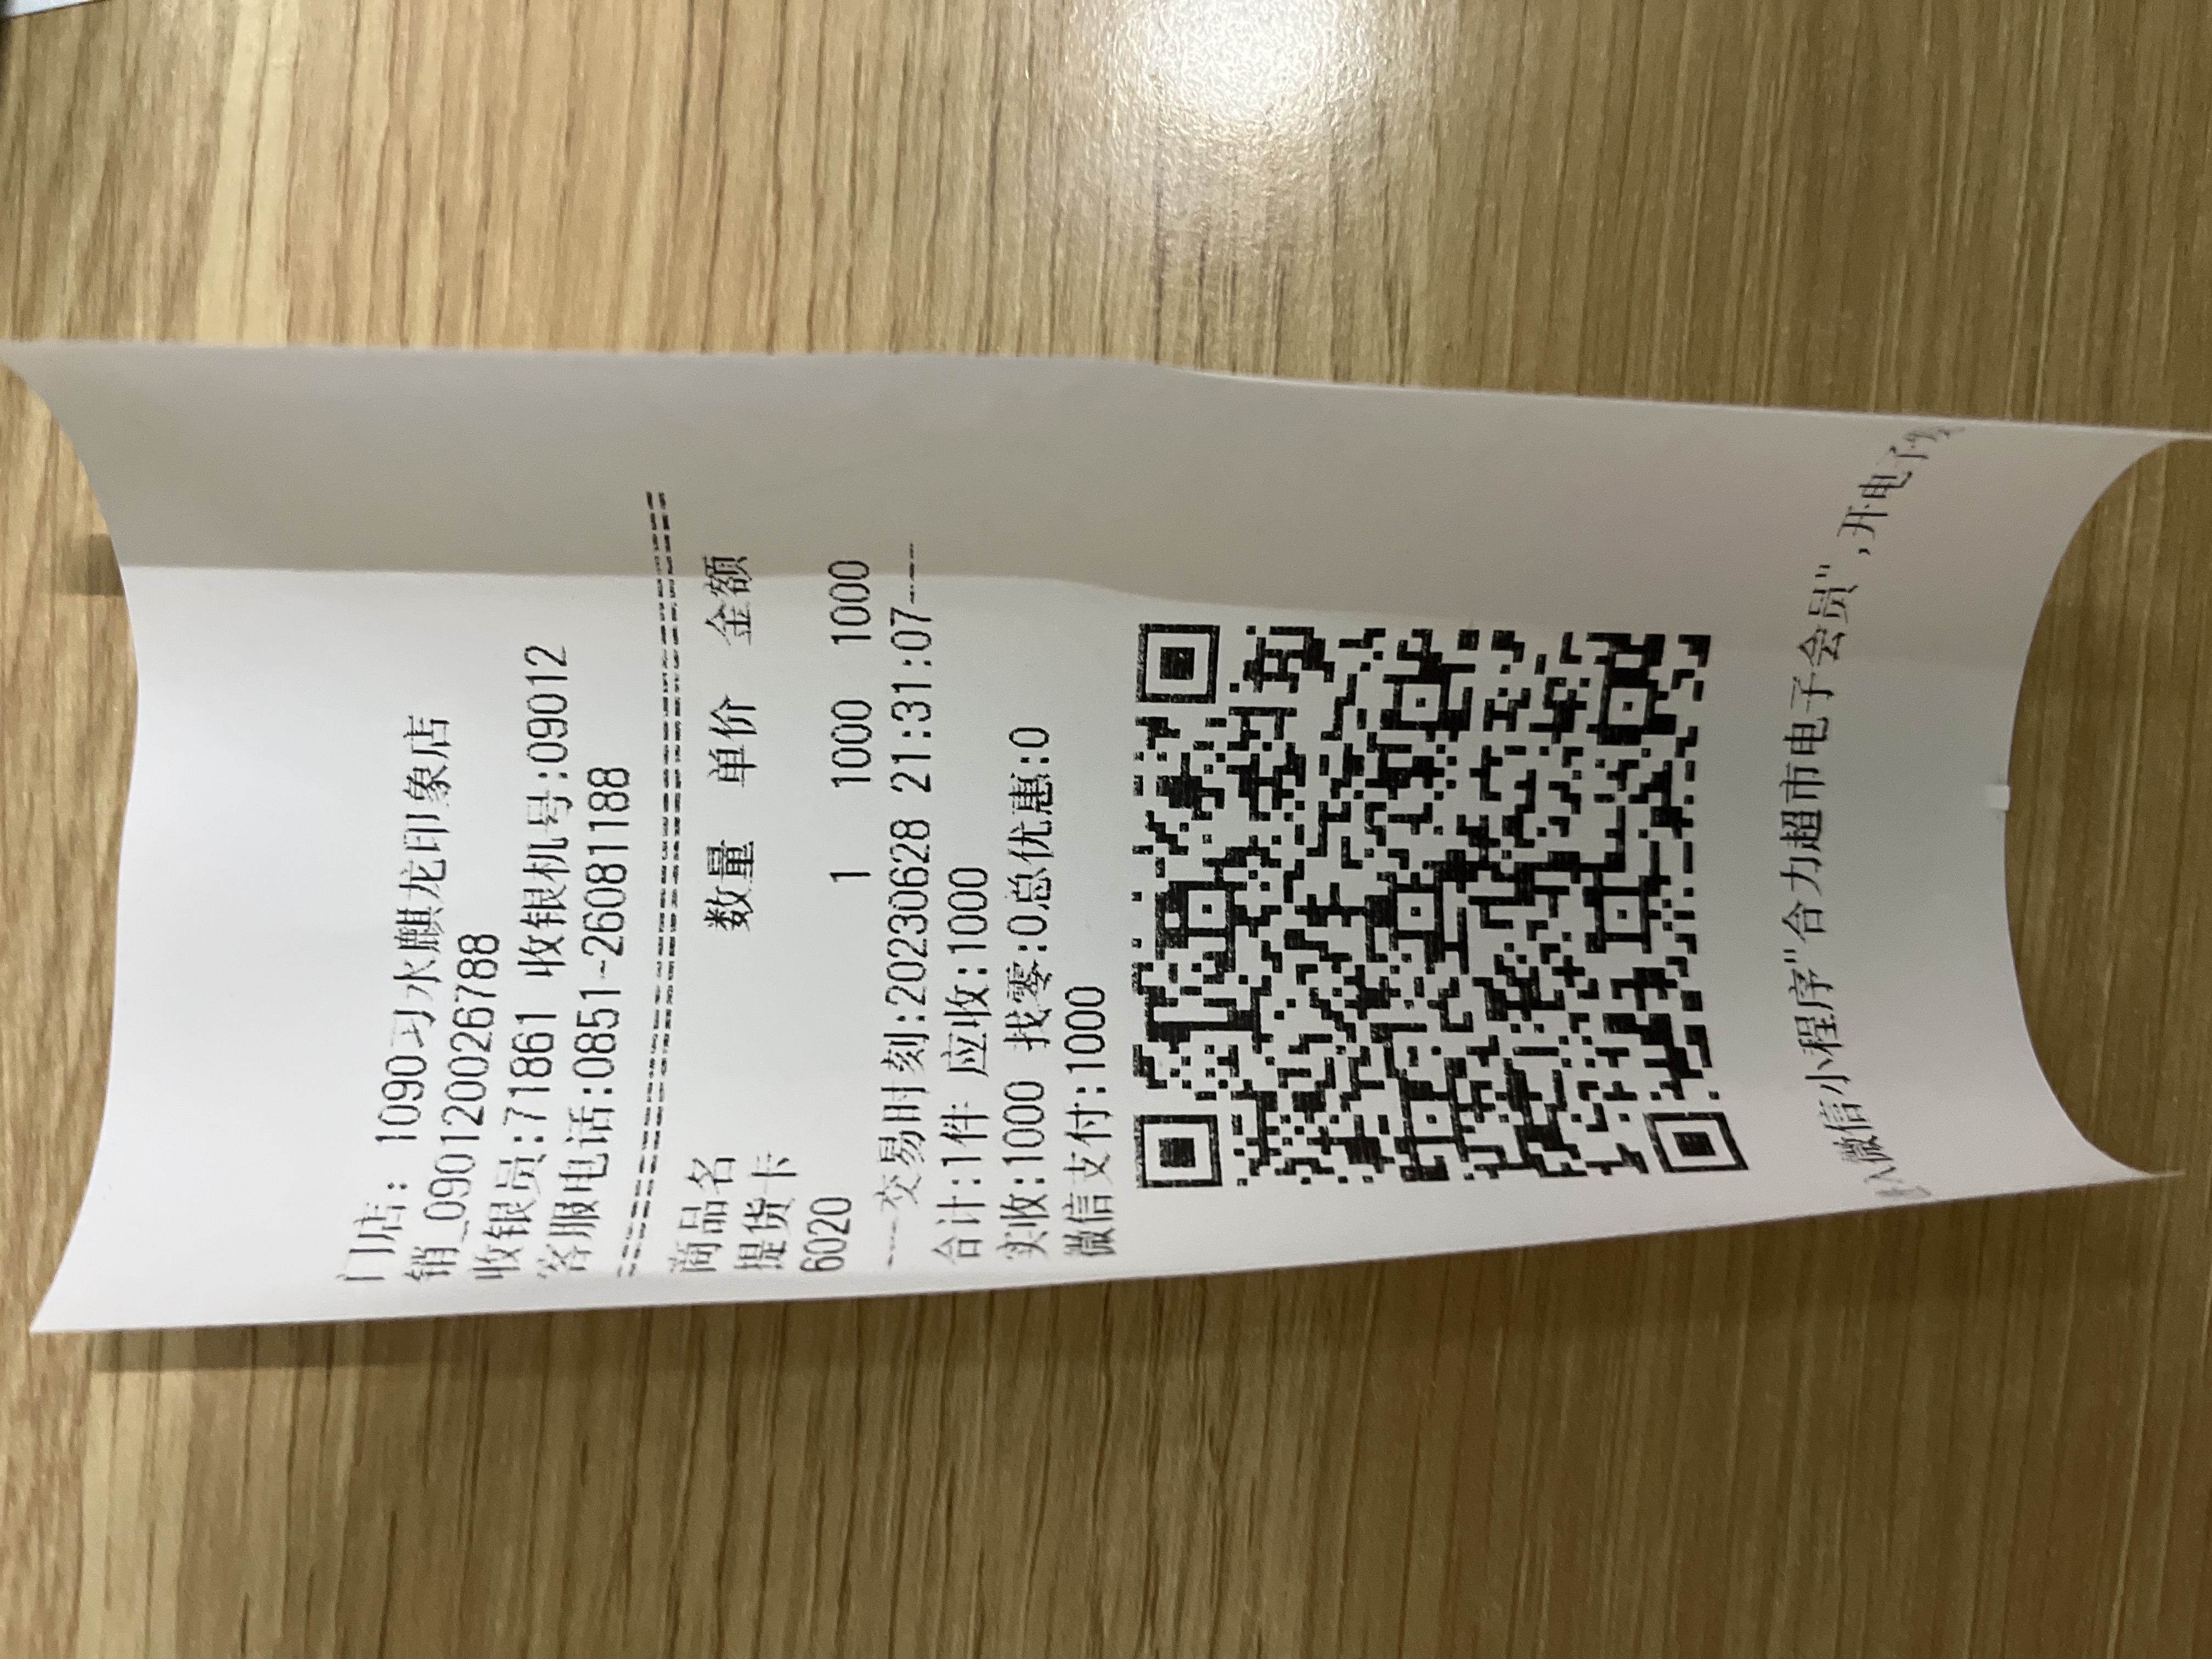 门店: 1090习水麒龙印象店
销_090120026788
收银员:71861 收银机号:09012
客服电话:0851-26081188
商品名 数量 单价 金额
提货卡
6020 1 1000 1000
----交易时刻:20230628 21:31:07----
合计:1件 应收:1000
实收:1000 找零:0总优惠:0
微信支付:1000
微信小程序"合力超市电子会员",开电子